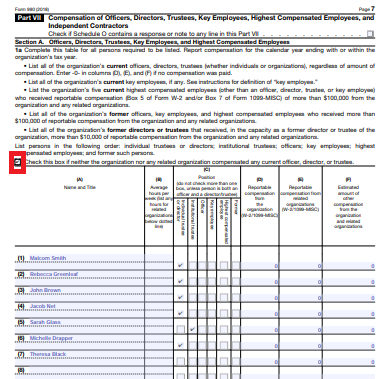 Form 990 (2019) Page 7
Part VII Compensation of Officers, Directors, Trustees, Key Employees, Highest Compensated Employees, and
Independent Contractors
Check if Schedule O contains a response or note to any line in this Part VII
Section A. Officers, Directors, Trustees, Key Employees, and Highest Compensated Employees
1a Complete this table for all persons required to be listed. Report compensation for the calendar year ending with or within the
organization's tax year.
• List all of the organization's current officers, directors, trustees (whether individuals or organizations), regardless of amount of
compensation. Enter -0- in columns (D), (E), and (F) if no compensation was paid.
• List all of the organization's current key employees, if any. See instructions for definition of "key employee."
• List the organization's five current highest compensated employees (other than an officer, director, trustee, or key employee)
who received reportable compensation (Box 5 of Form W-2 and/or Box 7 of Form 1099-MISC) of more than $100,000 from the
organization and any related organizations.
• List all of the organization's former officers, key employees, and highest compensated employees who received more than
$100,000 of reportable compensation from the organization and any related organizations.
• List all of the organization's former directors or trustees that received, in the capacity as a former director or trustee of the
organization, more than $10,000 of reportable compensation from the organization and any related organizations.
List persons in the following order: individual trustees or directors; institutional trustees; officers; key employees; highest
compensated employees; and former such persons.
Check this box if neither the organization nor any related organization compensated any current officer, director, or trustee.
(A)
Name and Title
(B)
Average
hours per
week (list any
hours for
related
organizations
below dotted
line)
(C)
Position
(do not check more than one
box, unless person is both an
officer and a director/trustee)
Individual trustee
or director
Institutional trustee
Officer
Key employee
Highest compensated
employee
Former
(D)
Reportable
compensation
from the
organization
(W-2/1099-MISC)
(E)
Reportable
compensation from
related
organizations
(W-2/1099-MISC)
(F)
Estimated
amount of
other
compensation
from the
organization and
related organizations
(1) Malcom Smith
0 0 0
(2) Rebecca Greenleaf
0 0 0
(3) John Brown
0 0 0
(4) Jacob Net
0 0 0
(5) Sarah Glass
0 0 0
(6) Michelle Drapper
0 0 0
(7) Theresa Black
0 0 0
(8)